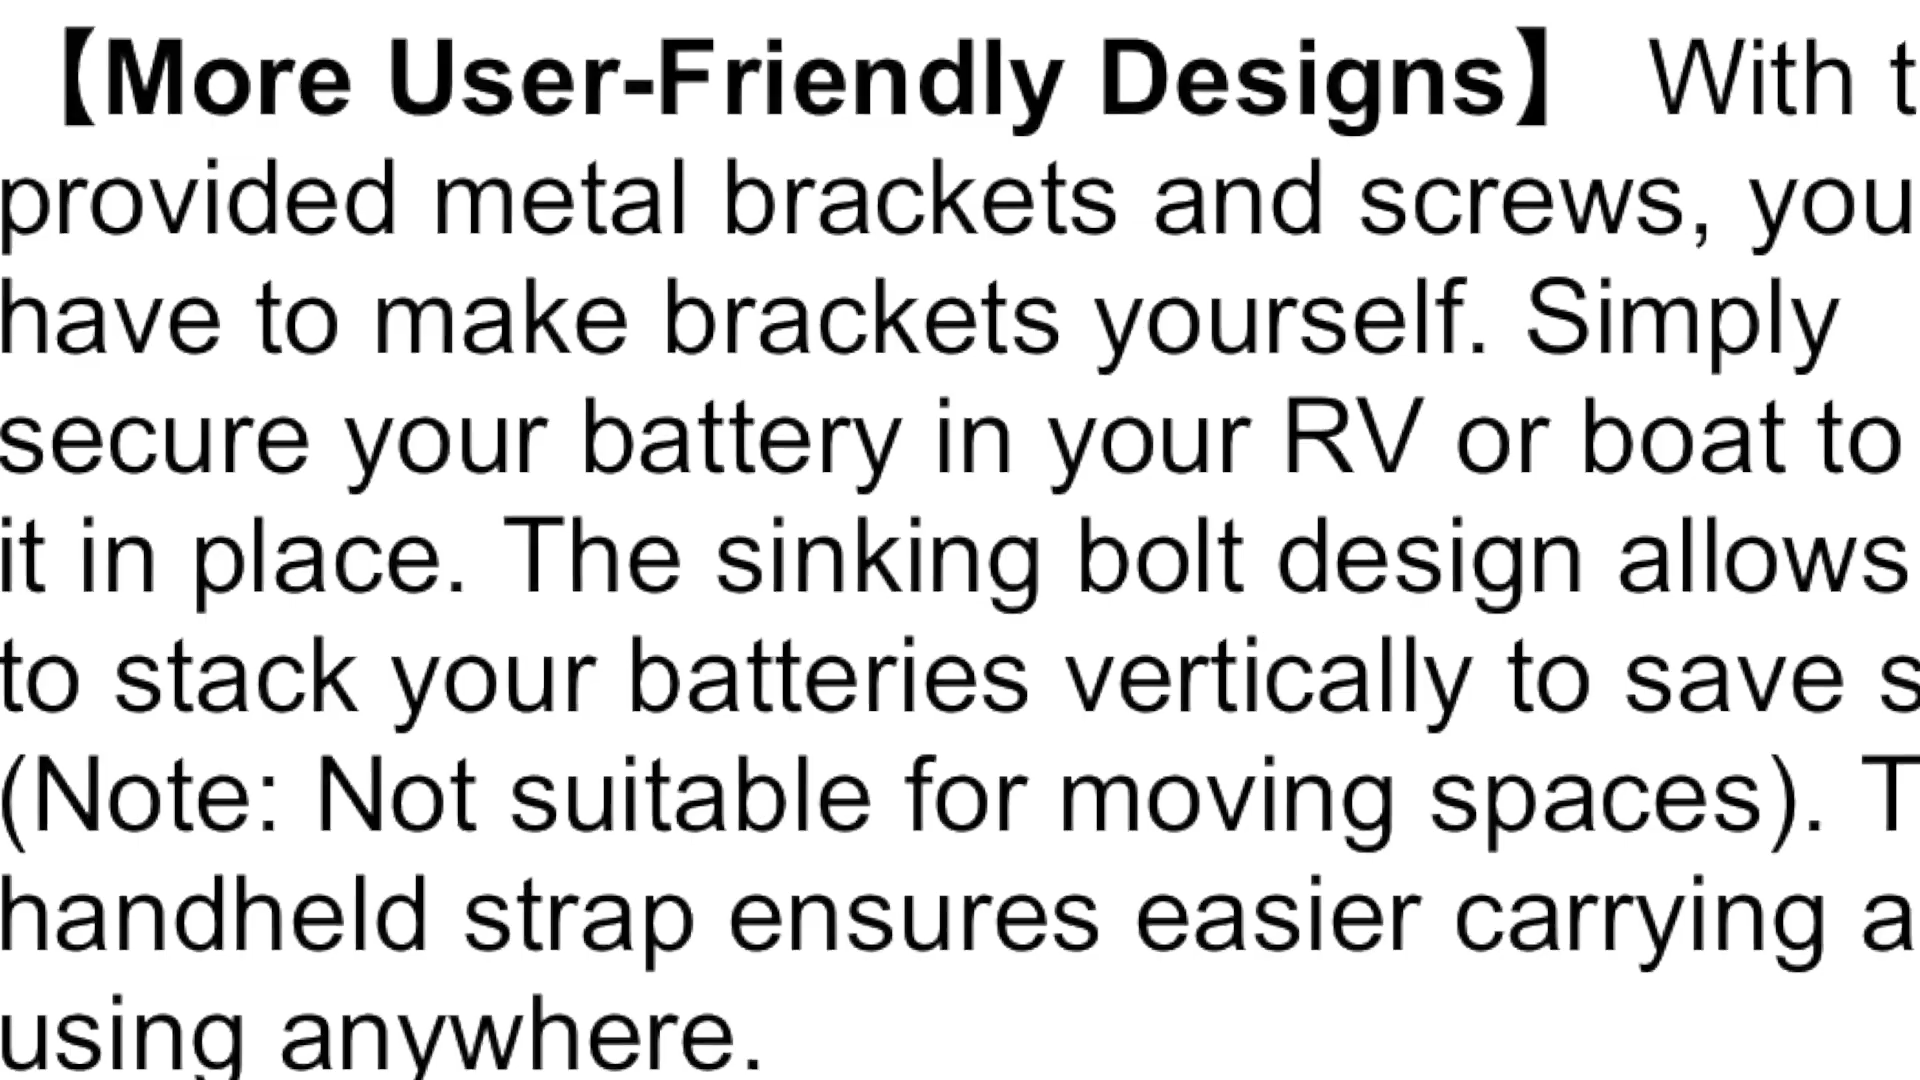 【More User-Friendly Designs】 With t
provided metal brackets and screws, you
have to make brackets yourself. Simply
secure your battery in your RV or boat to
it in place. The sinking bolt design allows
to stack your batteries vertically to save s
(Note: Not suitable for moving spaces). T
handheld strap ensures easier carrying a
using anywhere.